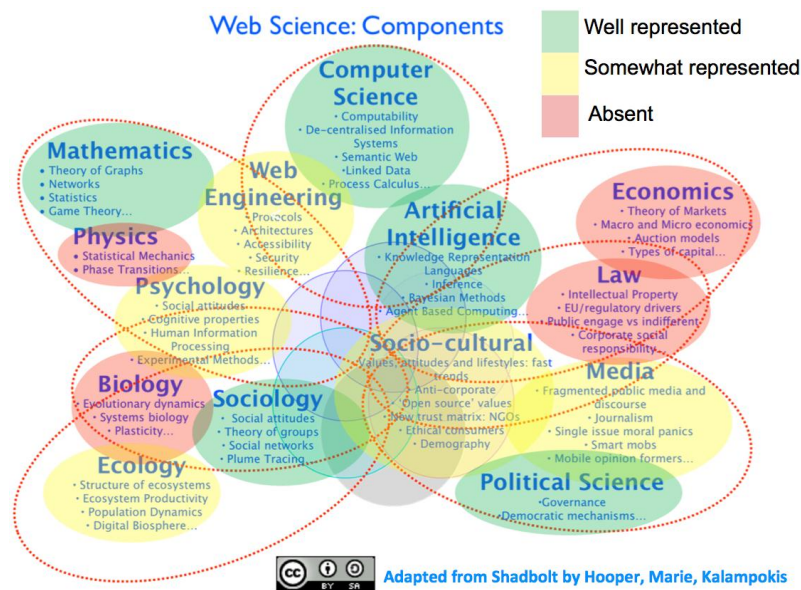 Web Science: Components
Well represented
Somewhat represented
Absent
Computer
Science
• Computability
• De-centralised Information
Systems
• Semantic Web
•Linked Data
• Process Calculus...
Mathematics
• Theory of Graphs
• Networks
• Statistics
• Game Theory...
Web
Engineering
• Protocols
• Architectures
• Accessibility
• Security
• Resilience...
Artificial
Intelligence
• Knowledge Representation
Languages
• Inference
• Bayesian Methods
• Agent Based Computing...
Economics
• Theory of Markets
• Macro and Micro economics
• Auction models
• Types of capital...
Physics
• Statistical Mechanics
• Phase Transitions...
Law
• Intellectual Property
• EU/regulatory drivers
Public engage vs indifferent
• Corporate social
responsibility
Psychology
• Social attitudes
• Cognitive properties
• Human Information
Processing
• Experimental Methods...
Socio-cultural
Values, attitudes and lifestyles: fast
trends
• Anti-corporate
• 'Open source' values
• New trust matrix: NGOs
• Ethical consumers
• Demography
Media
• Fragmented public media and
discourse
• Journalism
• Single issue moral panics
• Smart mobs
• Mobile opinion formers...
Biology
• Evolutionary dynamics
• Systems biology
• Plasticity...
Sociology
• Social attitudes
• Theory of groups
• Social networks
• Plume Tracing...
Ecology
• Structure of ecosystems
• Ecosystem Productivity
• Population Dynamics
• Digital Biosphere...
Political Science
•Governance
•Democratic mechanisms...
cc
BY SA
Adapted from Shadbolt by Hooper, Marie, Kalampokis